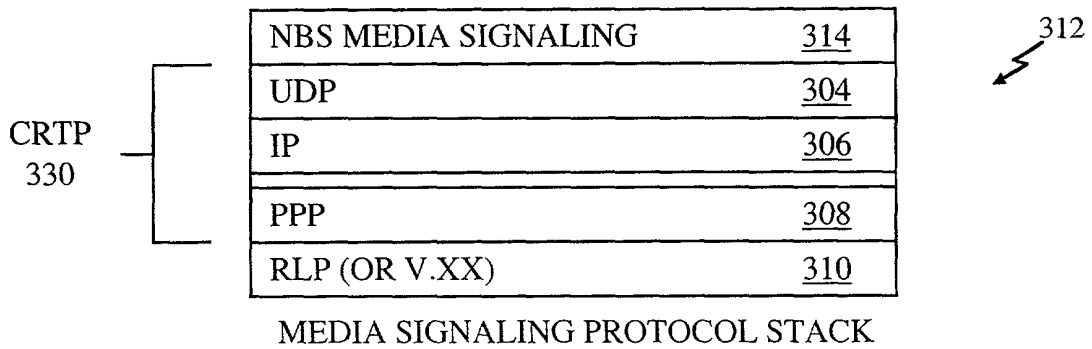 NBS MEDIA SIGNALING 314
312
UDP 304
CRTP
330
IP 306
PPP 308
RLP (OR V.XX) 310
MEDIA SIGNALING PROTOCOL STACK